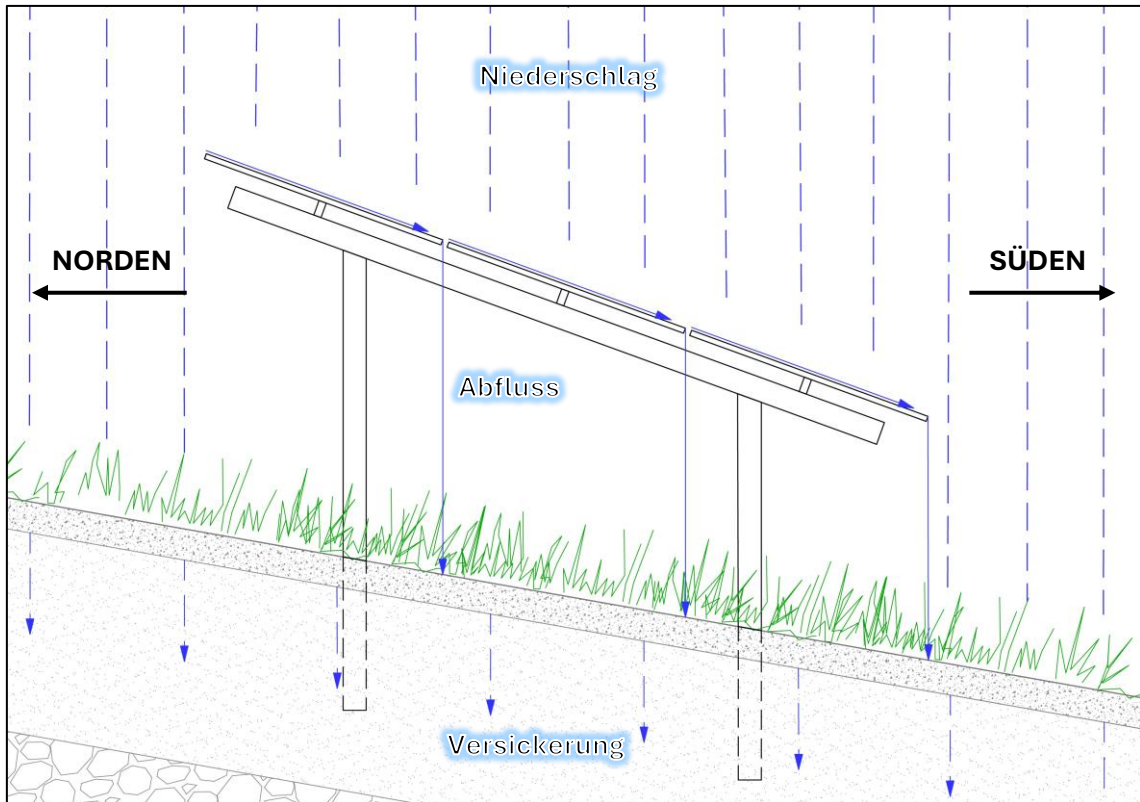 Niederschlag
NORDEN
SÜDEN
Abfluss
Versickerung